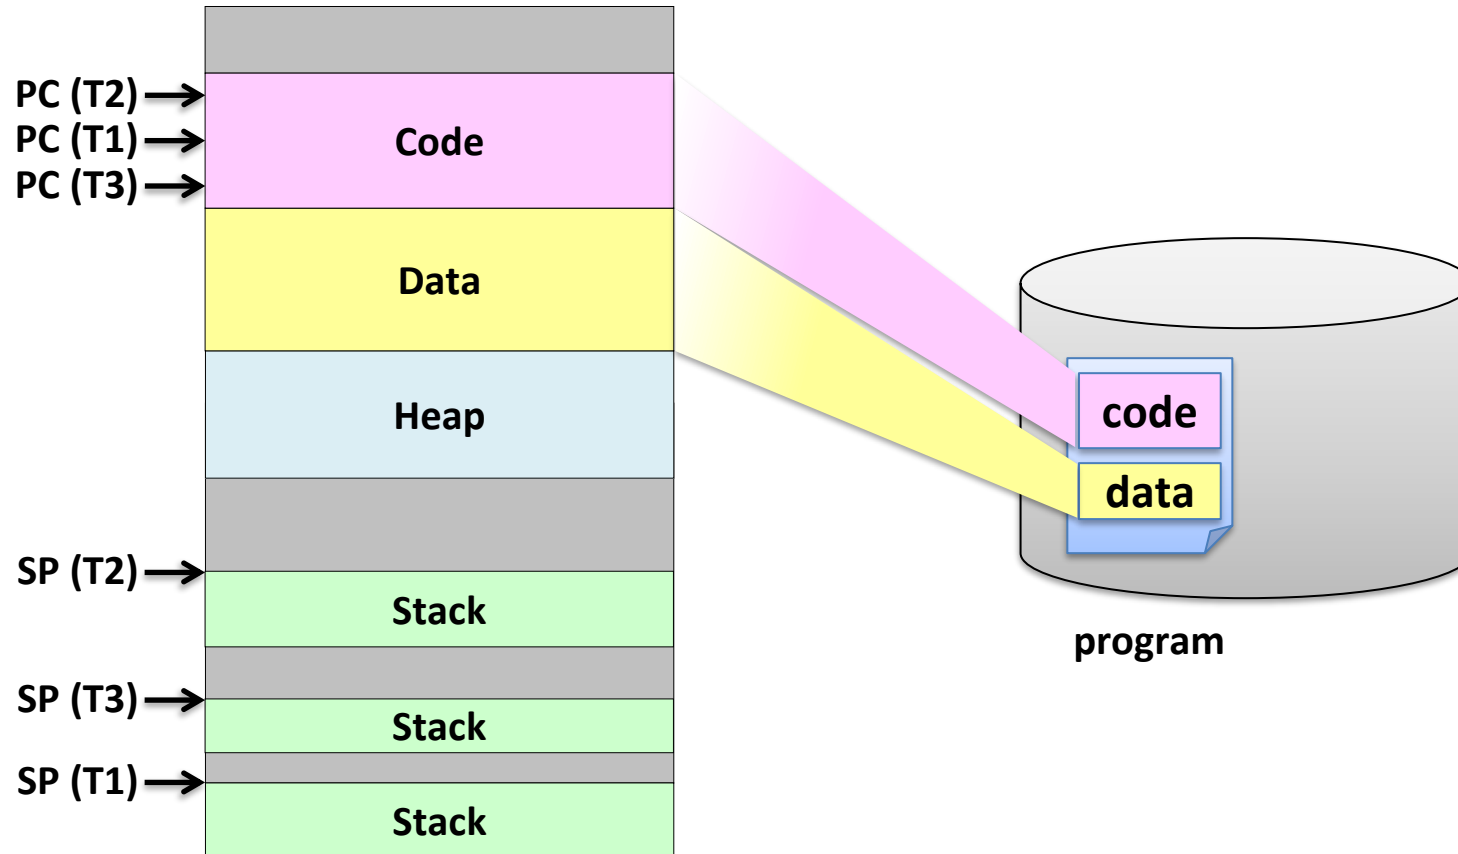 PC (T2)
PC (T1)
PC (T3)
Code
Data
Heap
SP (T2)
Stack
SP (T3)
Stack
SP (T1)
Stack
code
data
program